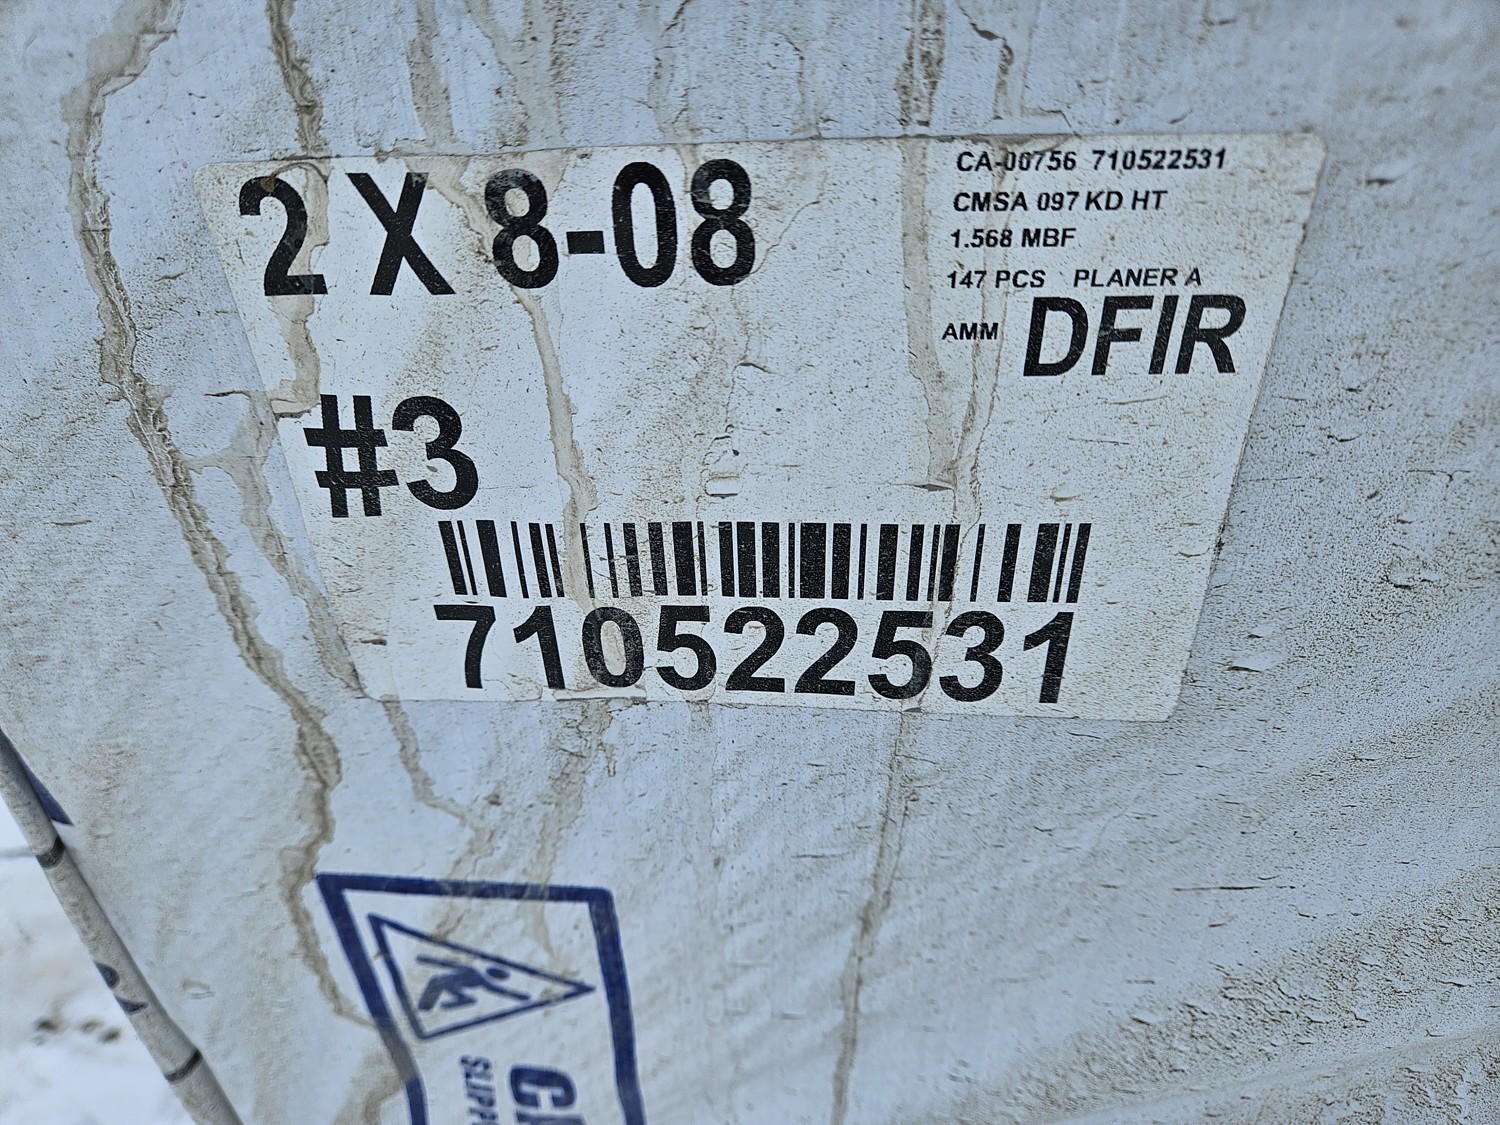 2 X 8-08
CA-00756 710522531
CMSA 097 KD HT
1.568 MBF
147 PCS PLANER A
AMM DFIR
#3
710522531